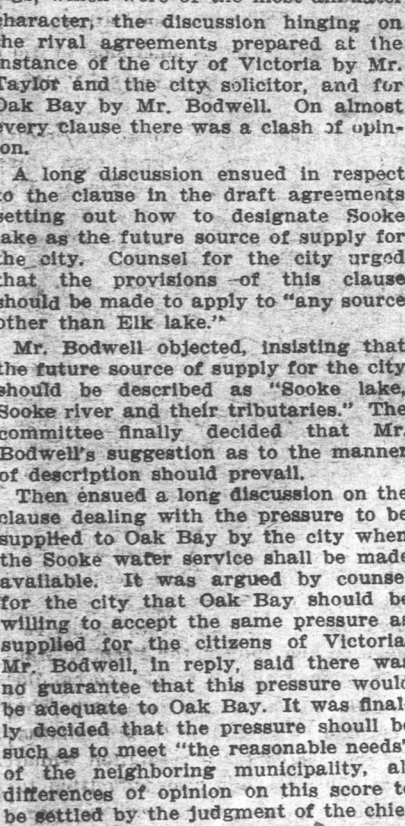 character, the discussion hinging on
the rival agreements prepared at the
instance of the city of Victoria by Mr.
Taylor and the city solicitor, and for
Oak Bay by Mr. Bodwell. On almost
every clause there was a clash of opin-
ion.
A long discussion ensued in respect
to the clause in the draft agreements
setting out how to designate Sooke
lake as the future source of supply for
the city. Counsel for the city urged
that the provisions of this clause
should be made to apply to "any source
other than Elk lake."
Mr. Bodwell objected, insisting that
the future source of supply for the city
should be described as "Sooke lake,
Sooke river and their tributaries." The
committee finally decided that Mr.
Bodwell's suggestion as to the manner
of description should prevail.
Then ensued a long discussion on the
clause dealing with the pressure to be
supplied to Oak Bay by the city when
the Sooke water service shall be made
available. It was argued by counsel
for the city that Oak Bay should be
willing to accept the same pressure as
supplied for the citizens of Victoria.
Mr. Bodwell, in reply, said there was
no guarantee that this pressure would
be adequate to Oak Bay. It was final-
ly decided that the pressure shoull be
such as to meet "the reasonable needs"
of the neighboring municipality, all
differences of opinion on this score to
be settled by the judgment of the chief